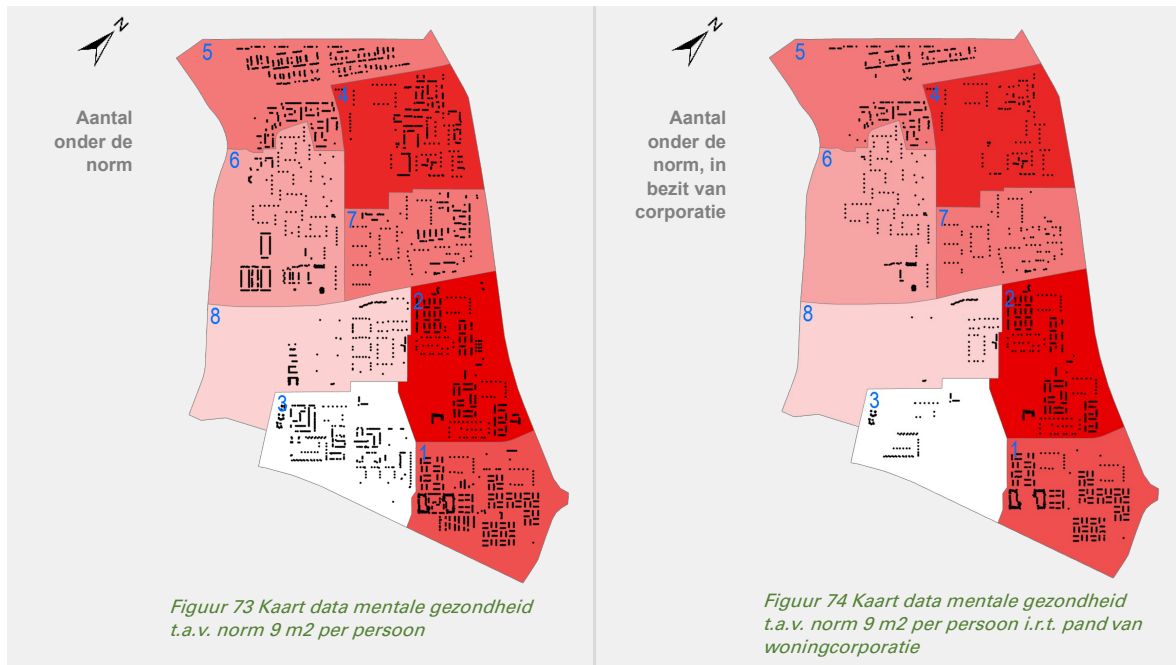 N
Aantal
onder de
norm
5
4
6
7
8
2
3
1
Figuur 73 Kaart data mentale gezondheid
t.a.v. norm 9 m2 per persoon
N
Aantal
onder de
norm, in
bezit van
corporatie
5
4
6
7
8
2
3
1
Figuur 74 Kaart data mentale gezondheid
t.a.v. norm 9 m2 per persoon i.r.t. pand van
woningcorporatie